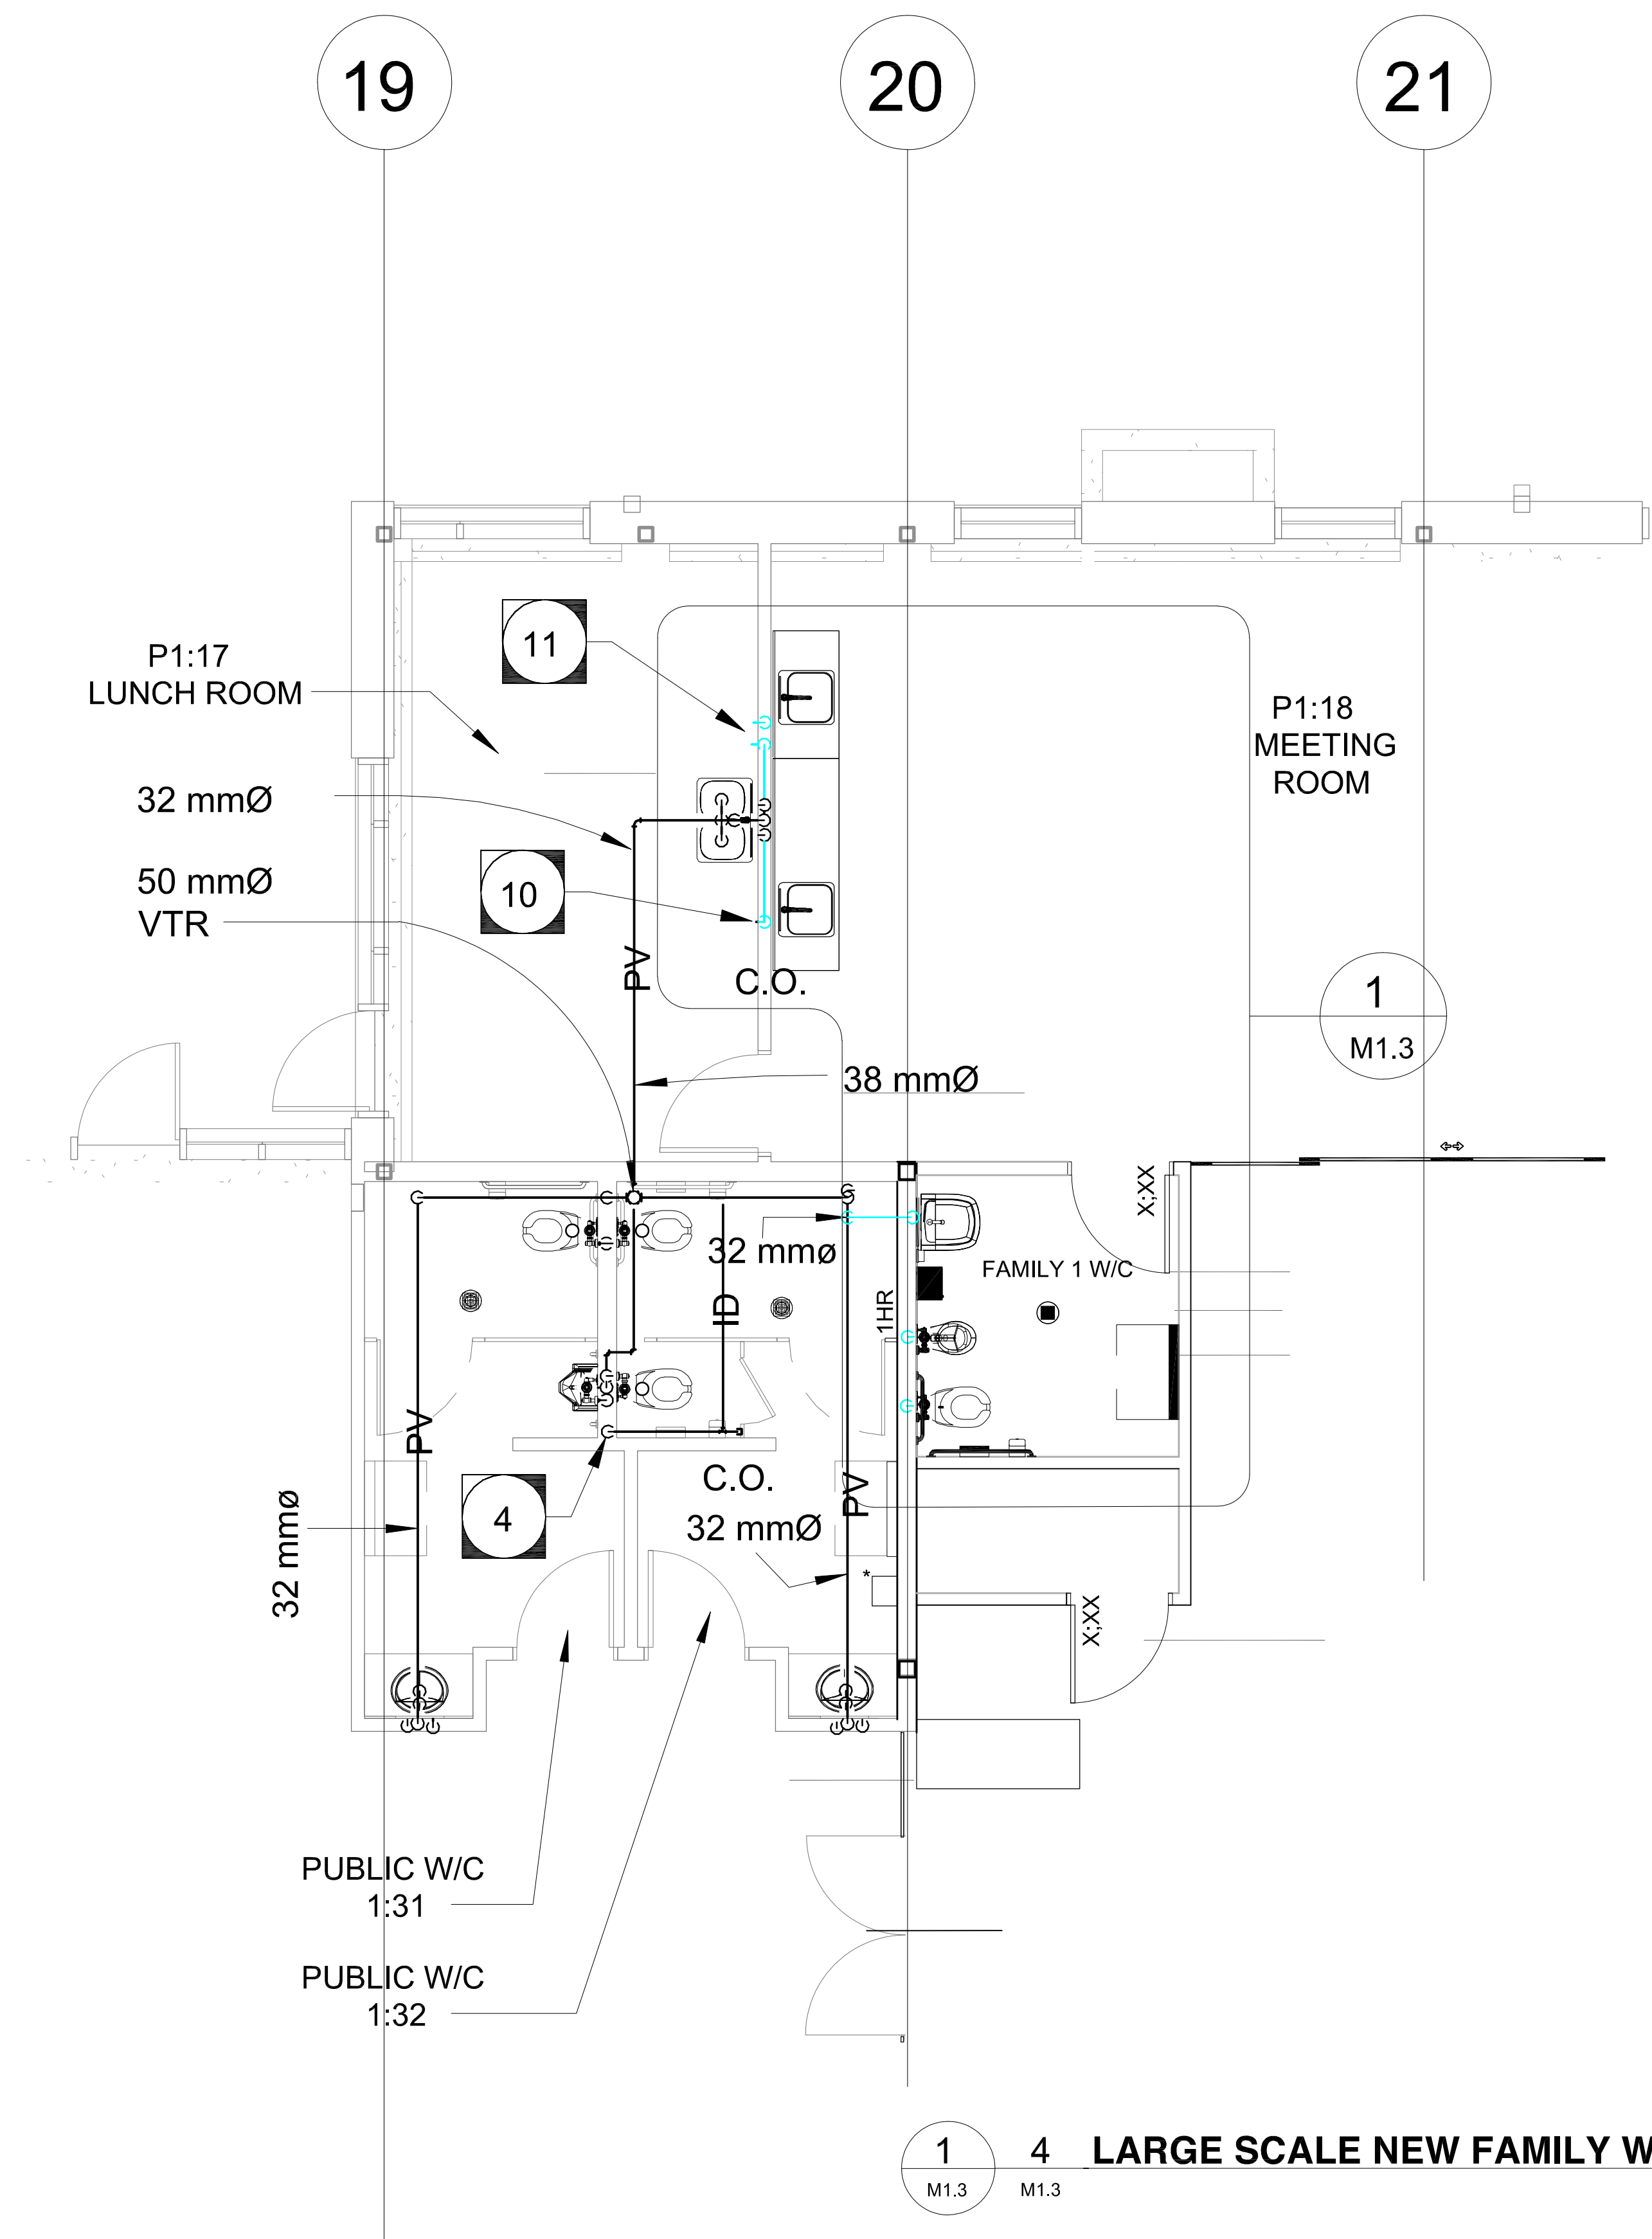 19
20
21
P1:17
LUNCH ROOM
11
P1:18
MEETING
ROOM
32 mmØ
50 mmØ
VTR
10
PV
C.O.
1
M1.3
38 mmØ
X;XX
32 mmø
FAMILY 1 W/C
ID
1HR
PV
C.O.
PV
32 mmø
4
32 mmØ
*
X;XX
PUBLIC W/C
1:31
PUBLIC W/C
1:32
1
M1.3
4
M1.3
LARGE SCALE NEW FAMILY W